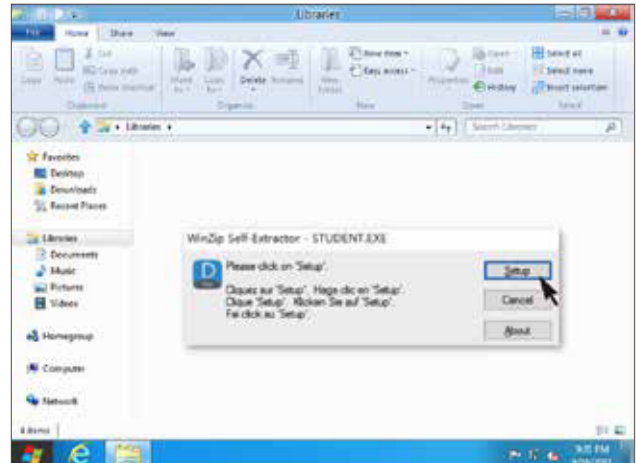 Libraries
File Home Share View
Cut
Copy path
Paste shortcut
Copy Paste
Move to Copy to Delete Rename
New folder
New item
Easy access
Properties
Open
Edit
History
Select all
Select none
Invert selection
Clipboard Organize New Open Select
Libraries
Search Libraries
Favorites
Desktop
Downloads
Recent Places
Libraries
Documents
Music
Pictures
Videos
Homegroup
Computer
Network
WinZip Self-Extractor - STUDENT.EXE
Please click on 'Setup'.
Cliquez sur 'Setup'. Haga clic en 'Setup'.
Clique 'Setup'. Klicken Sie auf 'Setup'.
Fai click su 'Setup'.
Setup
Cancel
About
4 items
PM